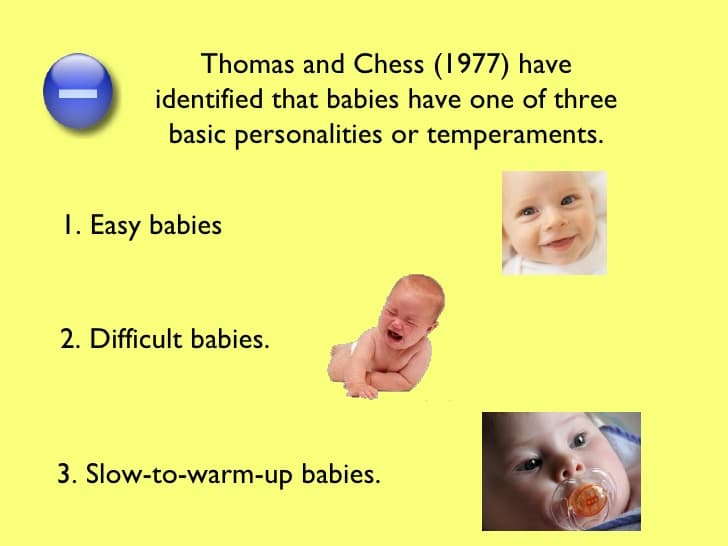 Thomas and Chess (1977) have
identified that babies have one of three
basic personalities or temperaments.
1. Easy babies
2. Difficult babies.
3. Slow-to-warm-up babies.